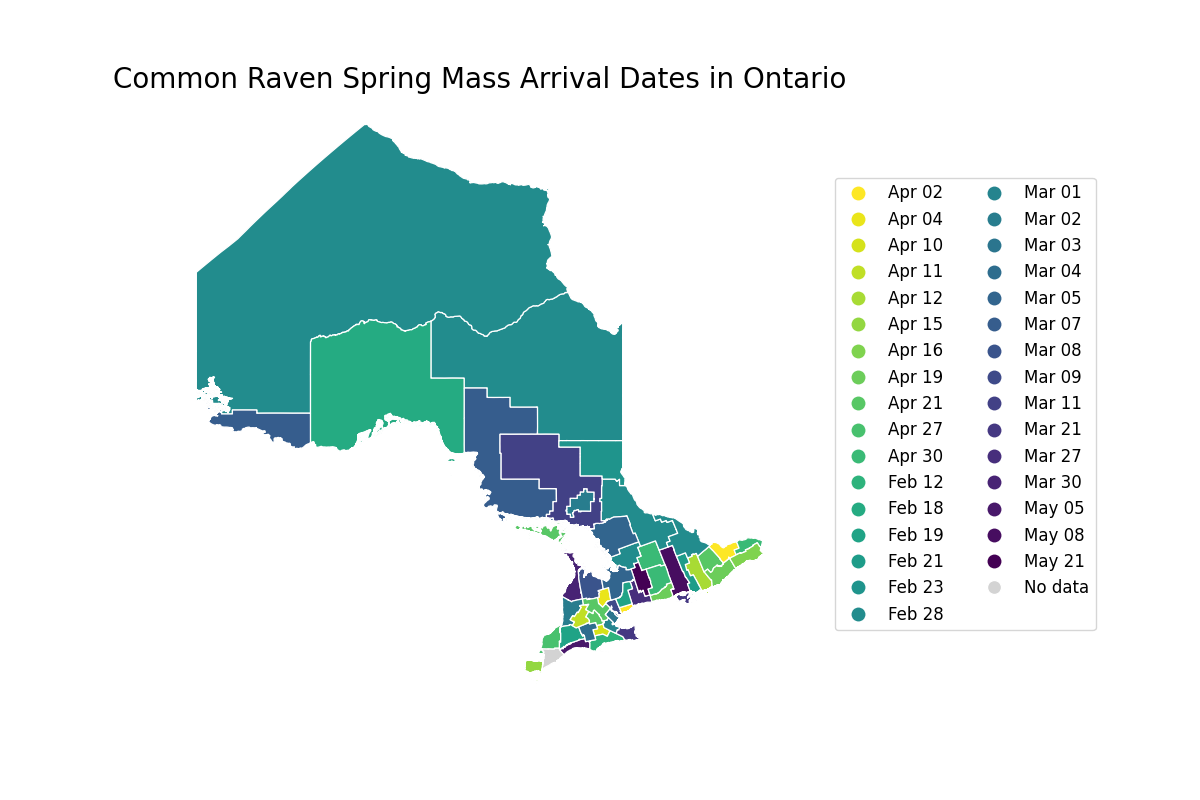 Common Raven Spring Mass Arrival Dates in Ontario
Apr 02
Apr 04
Apr 10
Apr 11
Apr 12
Apr 15
Apr 16
Apr 19
Apr 21
Apr 27
Apr 30
Feb 12
Feb 18
Feb 19
Feb 21
Feb 23
Feb 28
Mar 01
Mar 02
Mar 03
Mar 04
Mar 05
Mar 07
Mar 08
Mar 09
Mar 11
Mar 21
Mar 27
Mar 30
May 05
May 08
May 21
No data